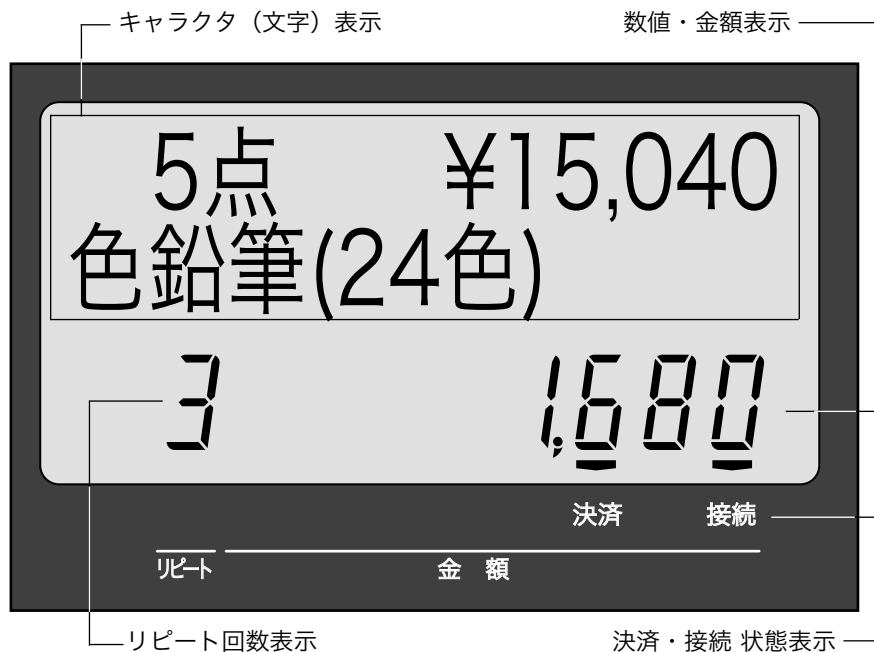 キャラクタ（文字）表示
数値・金額表示
5点 ¥15,040
色鉛筆(24色)
3 1,680
決済 接続
リピート 金 額
リピート回数表示
決済・接続 状態表示